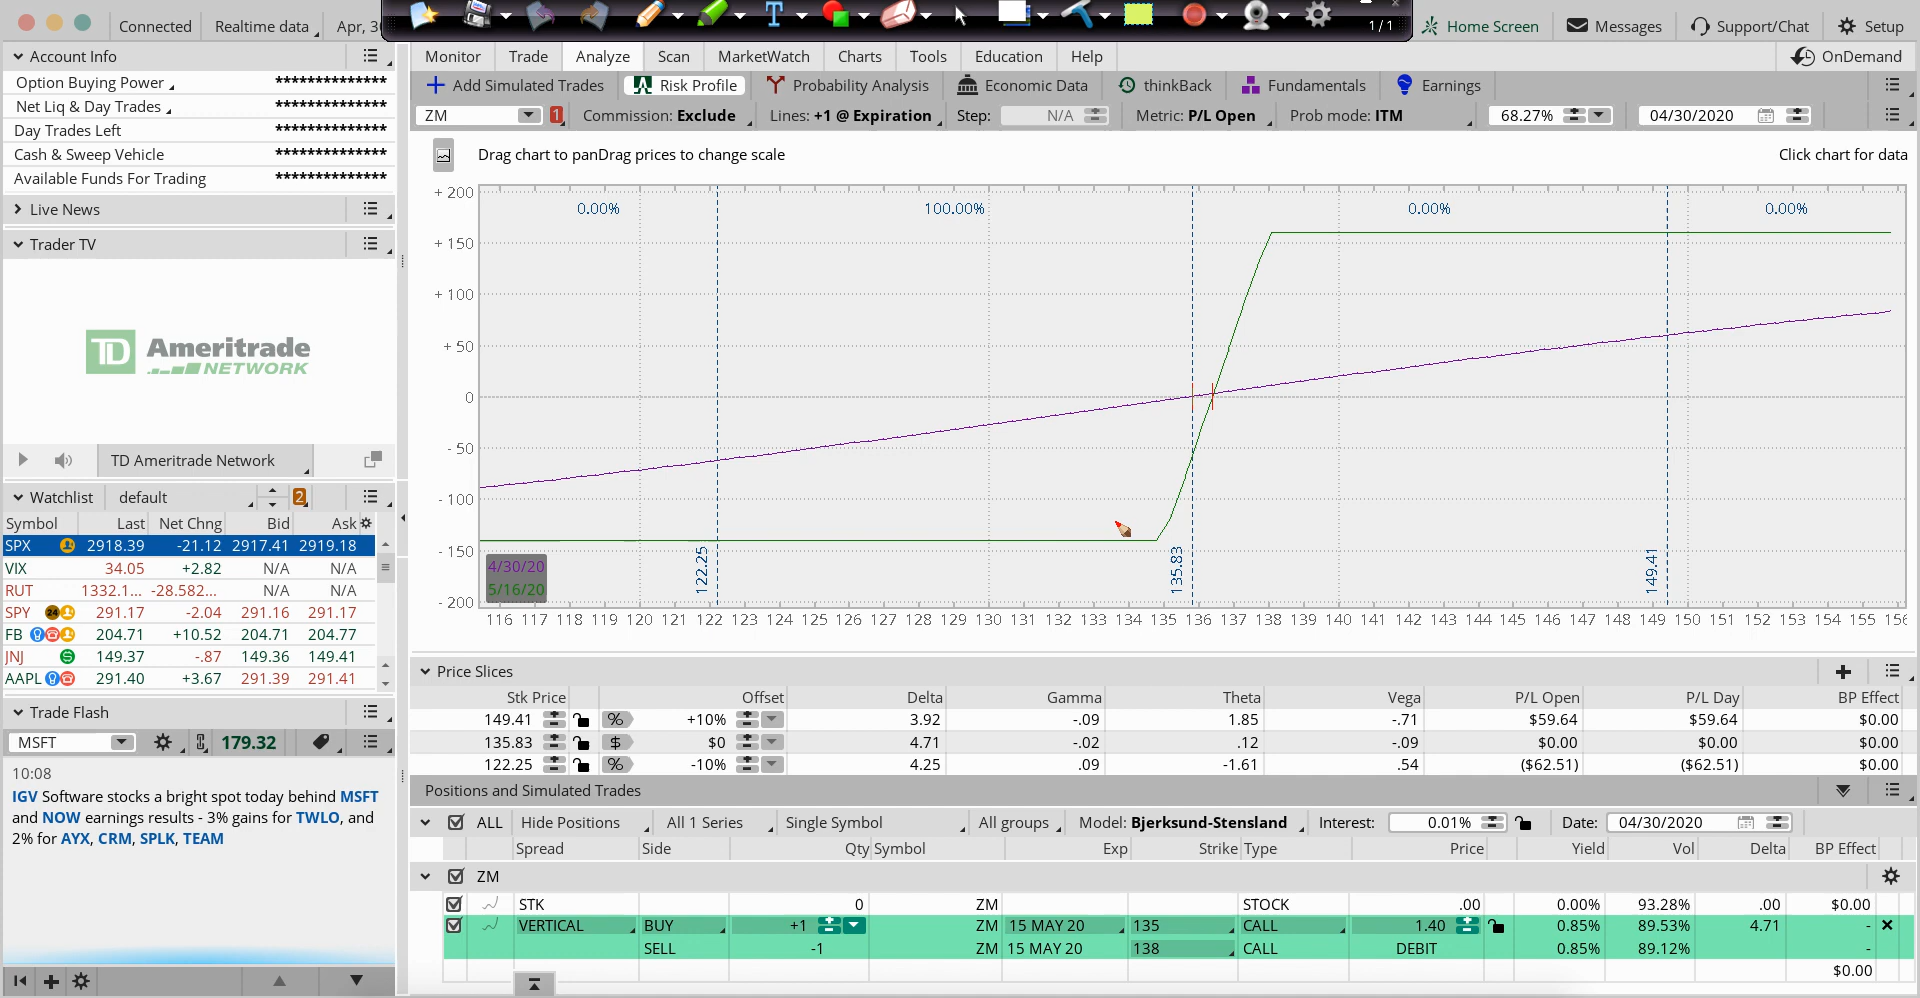 Connected
Realtime data
Apr, 3
1 / 1
Home Screen
Messages
Support/Chat
Setup
Account Info
Option Buying Power **************
Net Liq & Day Trades **************
Day Trades Left **************
Cash & Sweep Vehicle **************
Available Funds For Trading **************
Live News
Trader TV
TD Ameritrade
NETWORK
TD Ameritrade Network
Watchlist default 2
Symbol Last Net Chng Bid Ask
SPX 2918.39 -21.12 2917.41 2919.18
VIX 34.05 +2.82 N/A N/A
RUT 1332.1... -28.582... N/A N/A
SPY 24 291.17 -2.04 291.16 291.17
FB 204.71 +10.52 204.71 204.77
JNJ 149.37 -.87 149.36 149.41
AAPL 291.40 +3.67 291.39 291.41
Trade Flash
MSFT 179.32
10:08
IGV Software stocks a bright spot today behind MSFT
and NOW earnings results - 3% gains for TWLO, and
2% for AYX, CRM, SPLK, TEAM
Monitor Trade Analyze Scan MarketWatch Charts Tools Education Help OnDemand
Add Simulated Trades Risk Profile Probability Analysis Economic Data thinkBack Fundamentals Earnings
ZM 1 Commission: Exclude Lines: +1 @ Expiration Step: N/A Metric: P/L Open Prob mode: ITM 68.27% 04/30/2020
Drag chart to panDrag prices to change scale
Click chart for data
+ 200
+ 150
+ 100
+ 50
0
- 50
- 100
- 150
- 200
0.00% 100.00% 0.00% 0.00%
122.25 135.83 149.41
4/30/20
5/16/20
116 117 118 119 120 121 122 123 124 125 126 127 128 129 130 131 132 133 134 135 136 137 138 139 140 141 142 143 144 145 146 147 148 149 150 151 152 153 154 155 156
Price Slices
Stk Price Offset Delta Gamma Theta Vega P/L Open P/L Day BP Effect
149.41 % +10% 3.92 -.09 1.85 -.71 $59.64 $59.64 $0.00
135.83 $ $0 4.71 -.02 .12 -.09 $0.00 $0.00 $0.00
122.25 % -10% 4.25 .09 -1.61 .54 ($62.51) ($62.51) $0.00
Positions and Simulated Trades
ALL Hide Positions All 1 Series Single Symbol All groups Model: Bjerksund-Stensland Interest: 0.01% Date: 04/30/2020
Spread Side Qty Symbol Exp Strike Type Price Yield Vol Delta BP Effect
ZM
STK 0 ZM STOCK .00 0.00% 93.28% .00 $0.00
VERTICAL BUY +1 ZM 15 MAY 20 135 CALL 1.40 0.85% 89.53% 4.71 -
SELL -1 ZM 15 MAY 20 138 CALL DEBIT 0.85% 89.12% -
$0.00